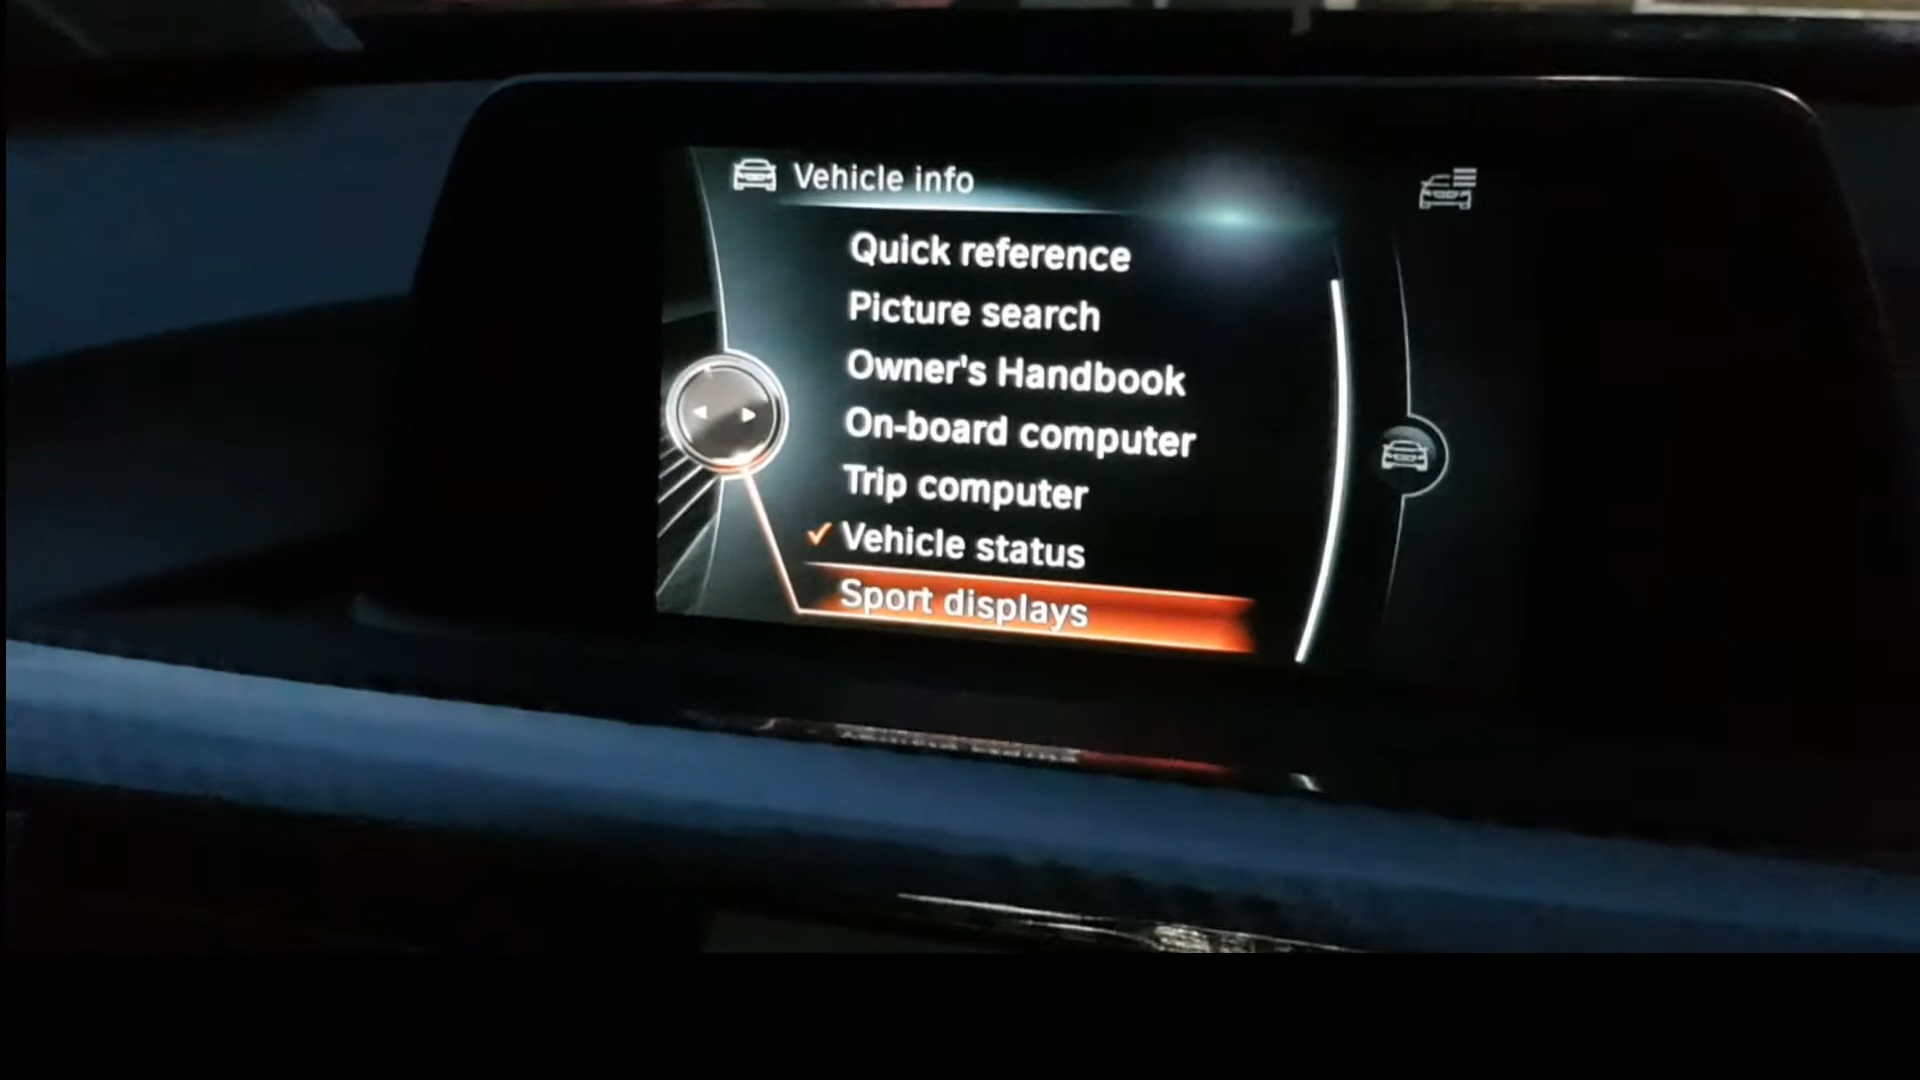 Vehicle info
Quick reference
Picture search
Owner's Handbook
On-board computer
Trip computer
Vehicle status
Sport displays